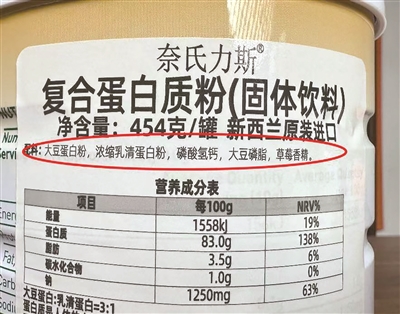 奈氏力斯®
复合蛋白质粉(固体饮料)
净含量：454克/罐 新西兰原装进口
配料：大豆蛋白粉，浓缩乳清蛋白粉，磷酸氢钙，大豆磷脂，草莓香精。
营养成分表
项目 每100g NRV%
能量 1558kJ 19%
蛋白质 83.0g 138%
脂肪 3.5g 6%
碳水化合物 1.0g 0%
钠 1250mg 63%
大豆蛋白:乳清蛋白=3:1